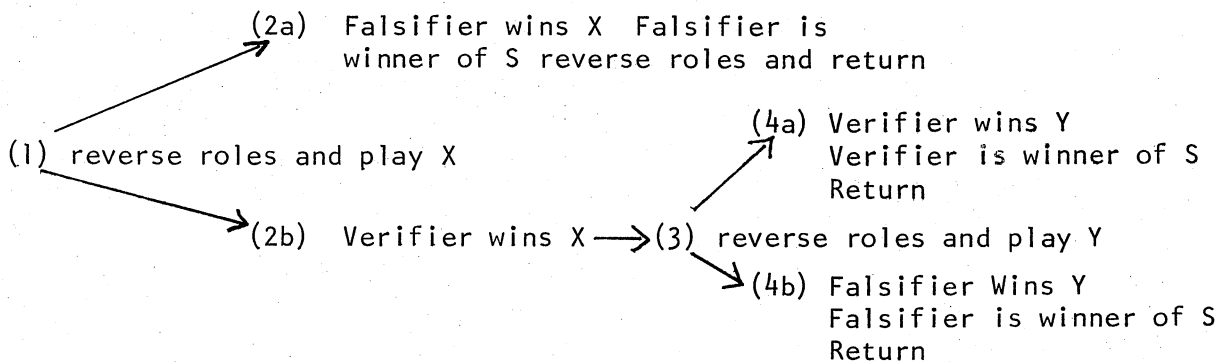 (2a) Falsifier wins X Falsifier is
winner of S reverse roles and return
(1) reverse roles and play X
(2b) Verifier wins X
(3) reverse roles and play Y
(4a) Verifier wins Y
Verifier is winner of S
Return
(4b) Falsifier Wins Y
Falsifier is winner of S
Return